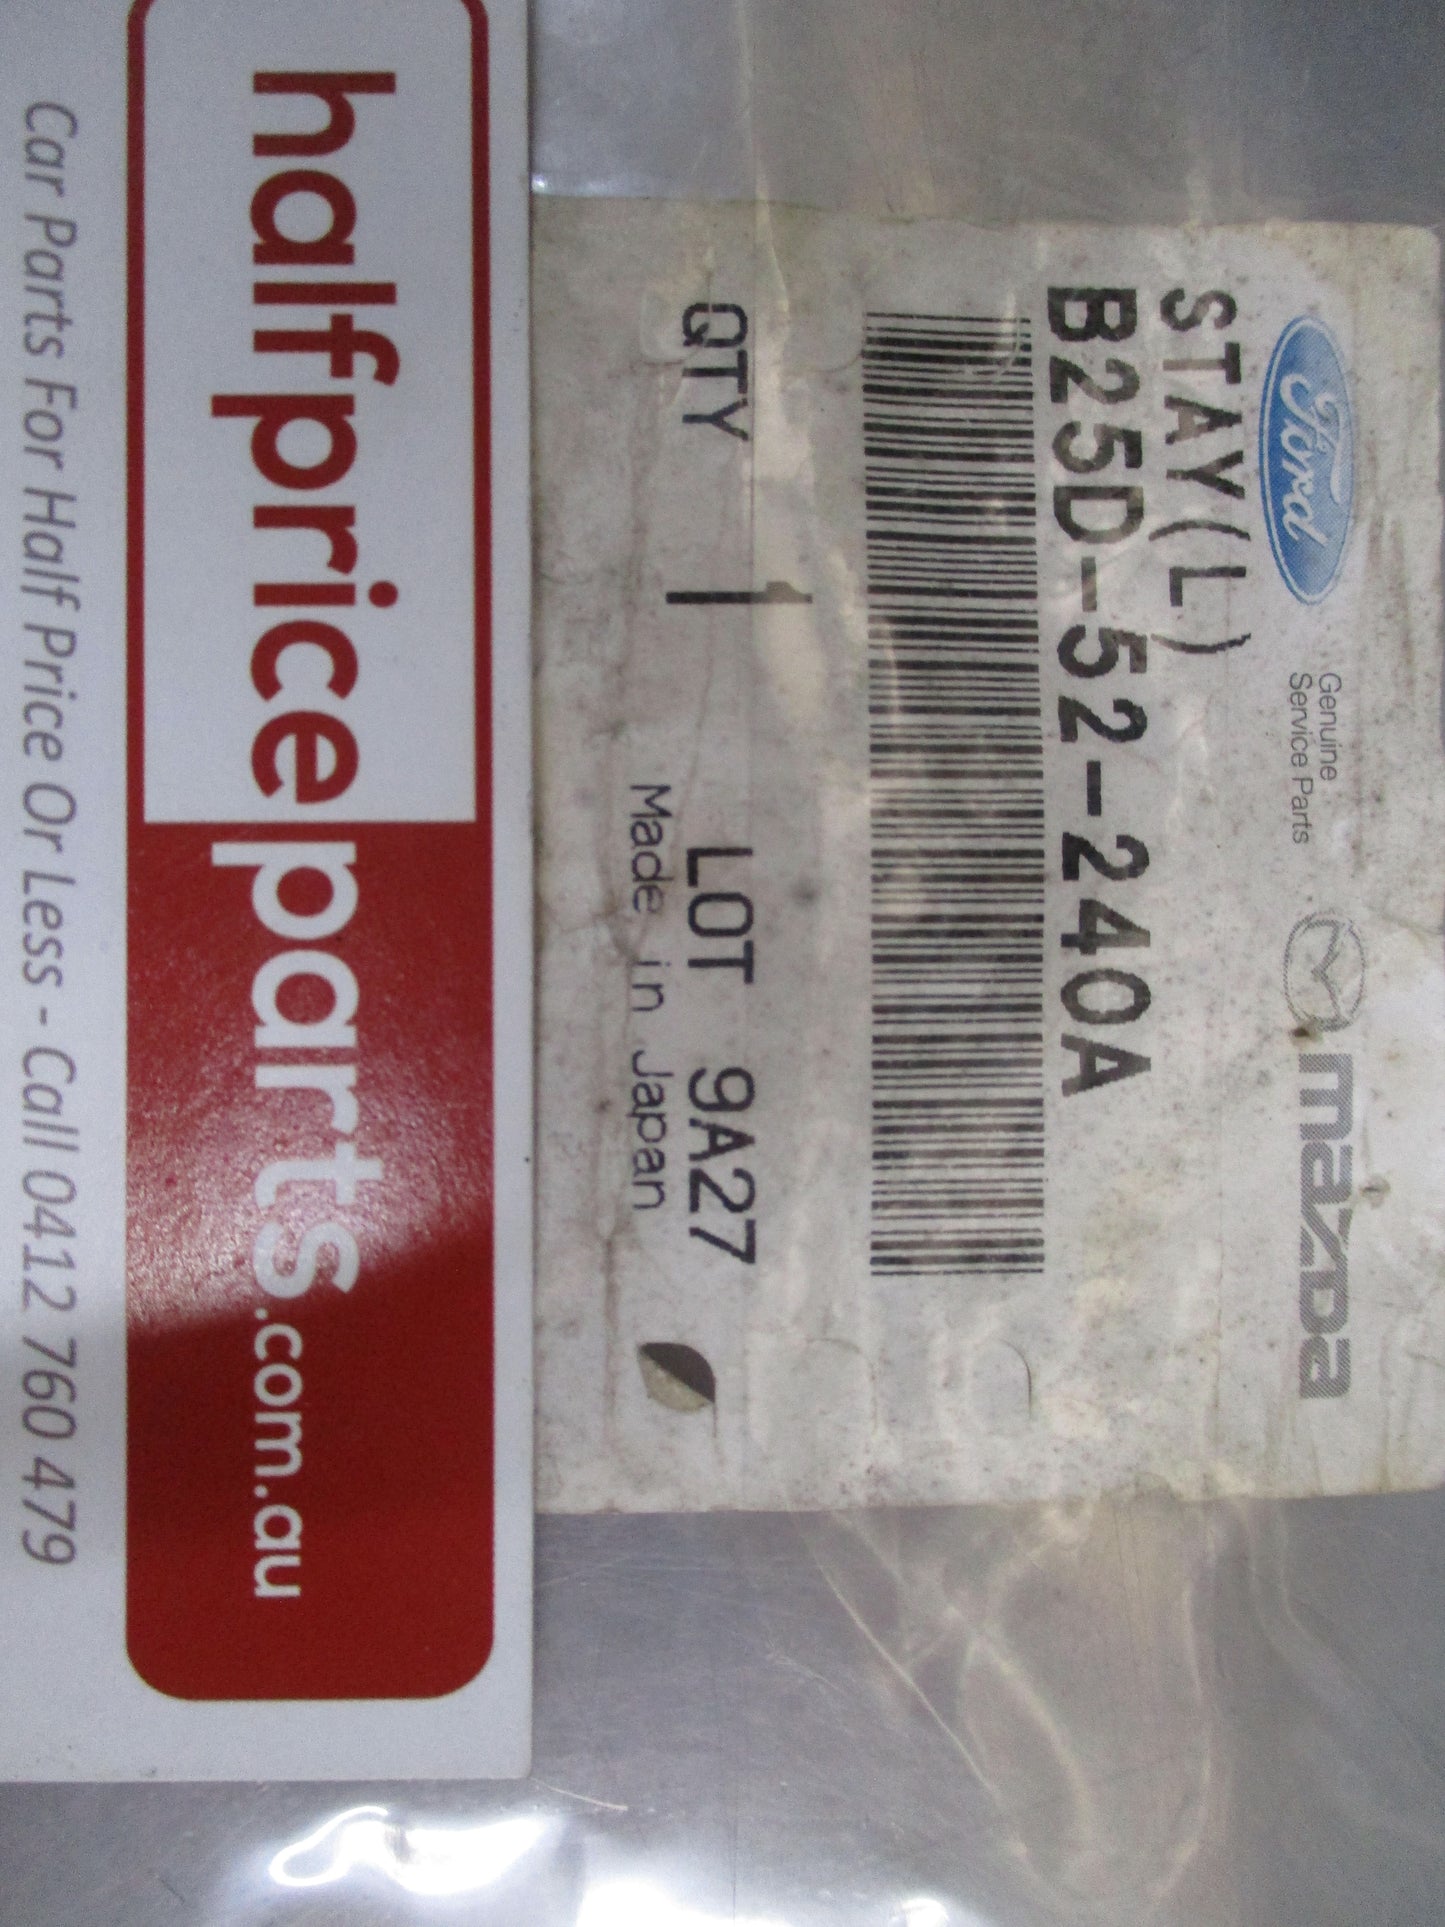 Ford
Genuine
Service Parts
mazda
STAY(L)
B25D-52-240A
QTY 1 LOT 9A27
Made in Japan
halfpriceparts.com.au
Car Parts For Half Price Or Less - Call 0412 760 479